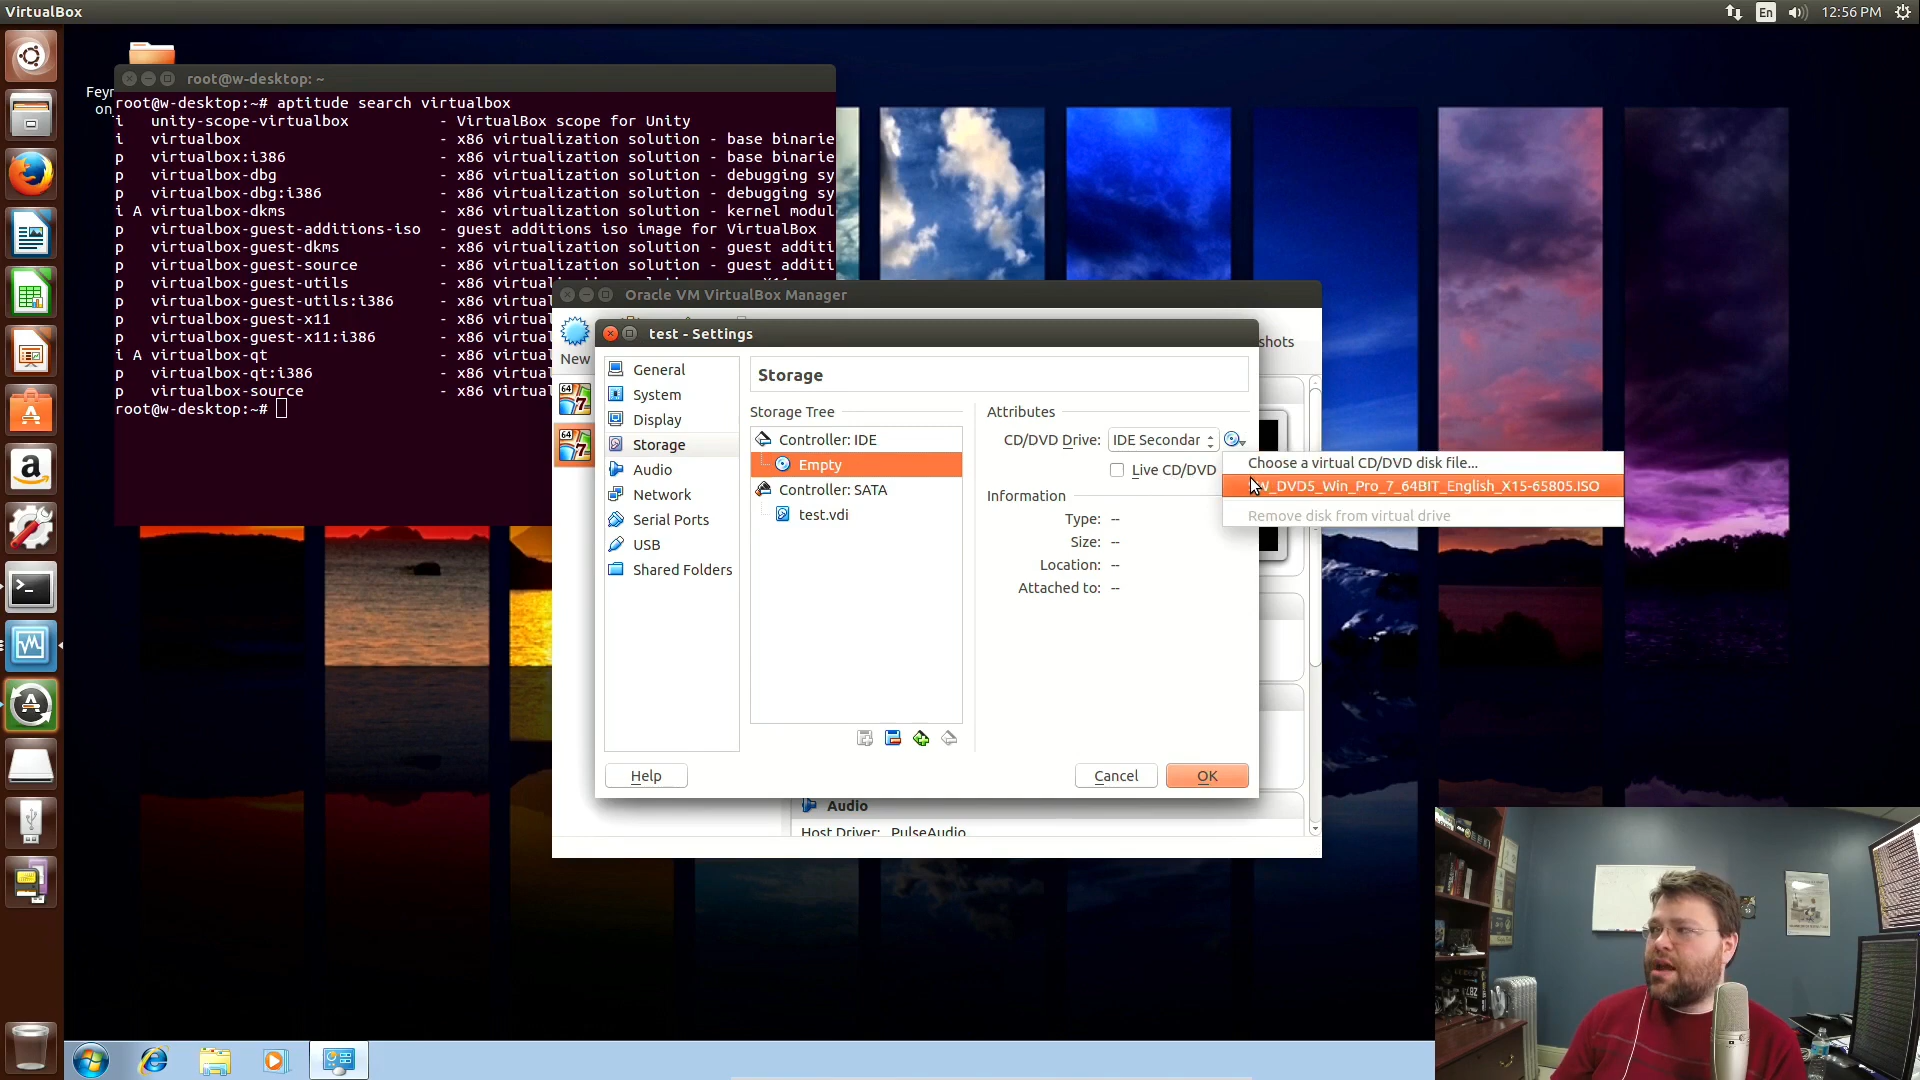 VirtualBox
En
12:56 PM
Feyn
on
root@w-desktop: ~
root@w-desktop:~# aptitude search virtualbox
i unity-scope-virtualbox - VirtualBox scope for Unity
i virtualbox - x86 virtualization solution - base binarie
p virtualbox:i386 - x86 virtualization solution - base binarie
p virtualbox-dbg - x86 virtualization solution - debugging sy
p virtualbox-dbg:i386 - x86 virtualization solution - debugging sy
i A virtualbox-dkms - x86 virtualization solution - kernel modul
p virtualbox-guest-additions-iso - guest additions iso image for VirtualBox
p virtualbox-guest-dkms - x86 virtualization solution - guest additi
p virtualbox-guest-source - x86 virtualization solution - guest additi
p virtualbox-guest-utils - x86 virtual
p virtualbox-guest-utils:i386 - x86 virtual
p virtualbox-guest-x11 - x86 virtual
p virtualbox-guest-x11:i386 - x86 virtual
i A virtualbox-qt - x86 virtual
p virtualbox-qt:i386 - x86 virtual
p virtualbox-source - x86 virtual
root@w-desktop:~#
Oracle VM VirtualBox Manager
New
shots
64
7
64
7
test - Settings
General
System
Display
Storage
Audio
Network
Serial Ports
USB
Shared Folders
Storage
Storage Tree
Controller: IDE
Empty
Controller: SATA
test.vdi
Attributes
CD/DVD Drive: IDE Secondar
Live CD/DVD
Information
Type: --
Size: --
Location: --
Attached to: --
Choose a virtual CD/DVD disk file...
W_DVD5_Win_Pro_7_64BIT_English_X15-65805.ISO
Remove disk from virtual drive
Help
Cancel
OK
Audio
Host Driver: PulseAudio